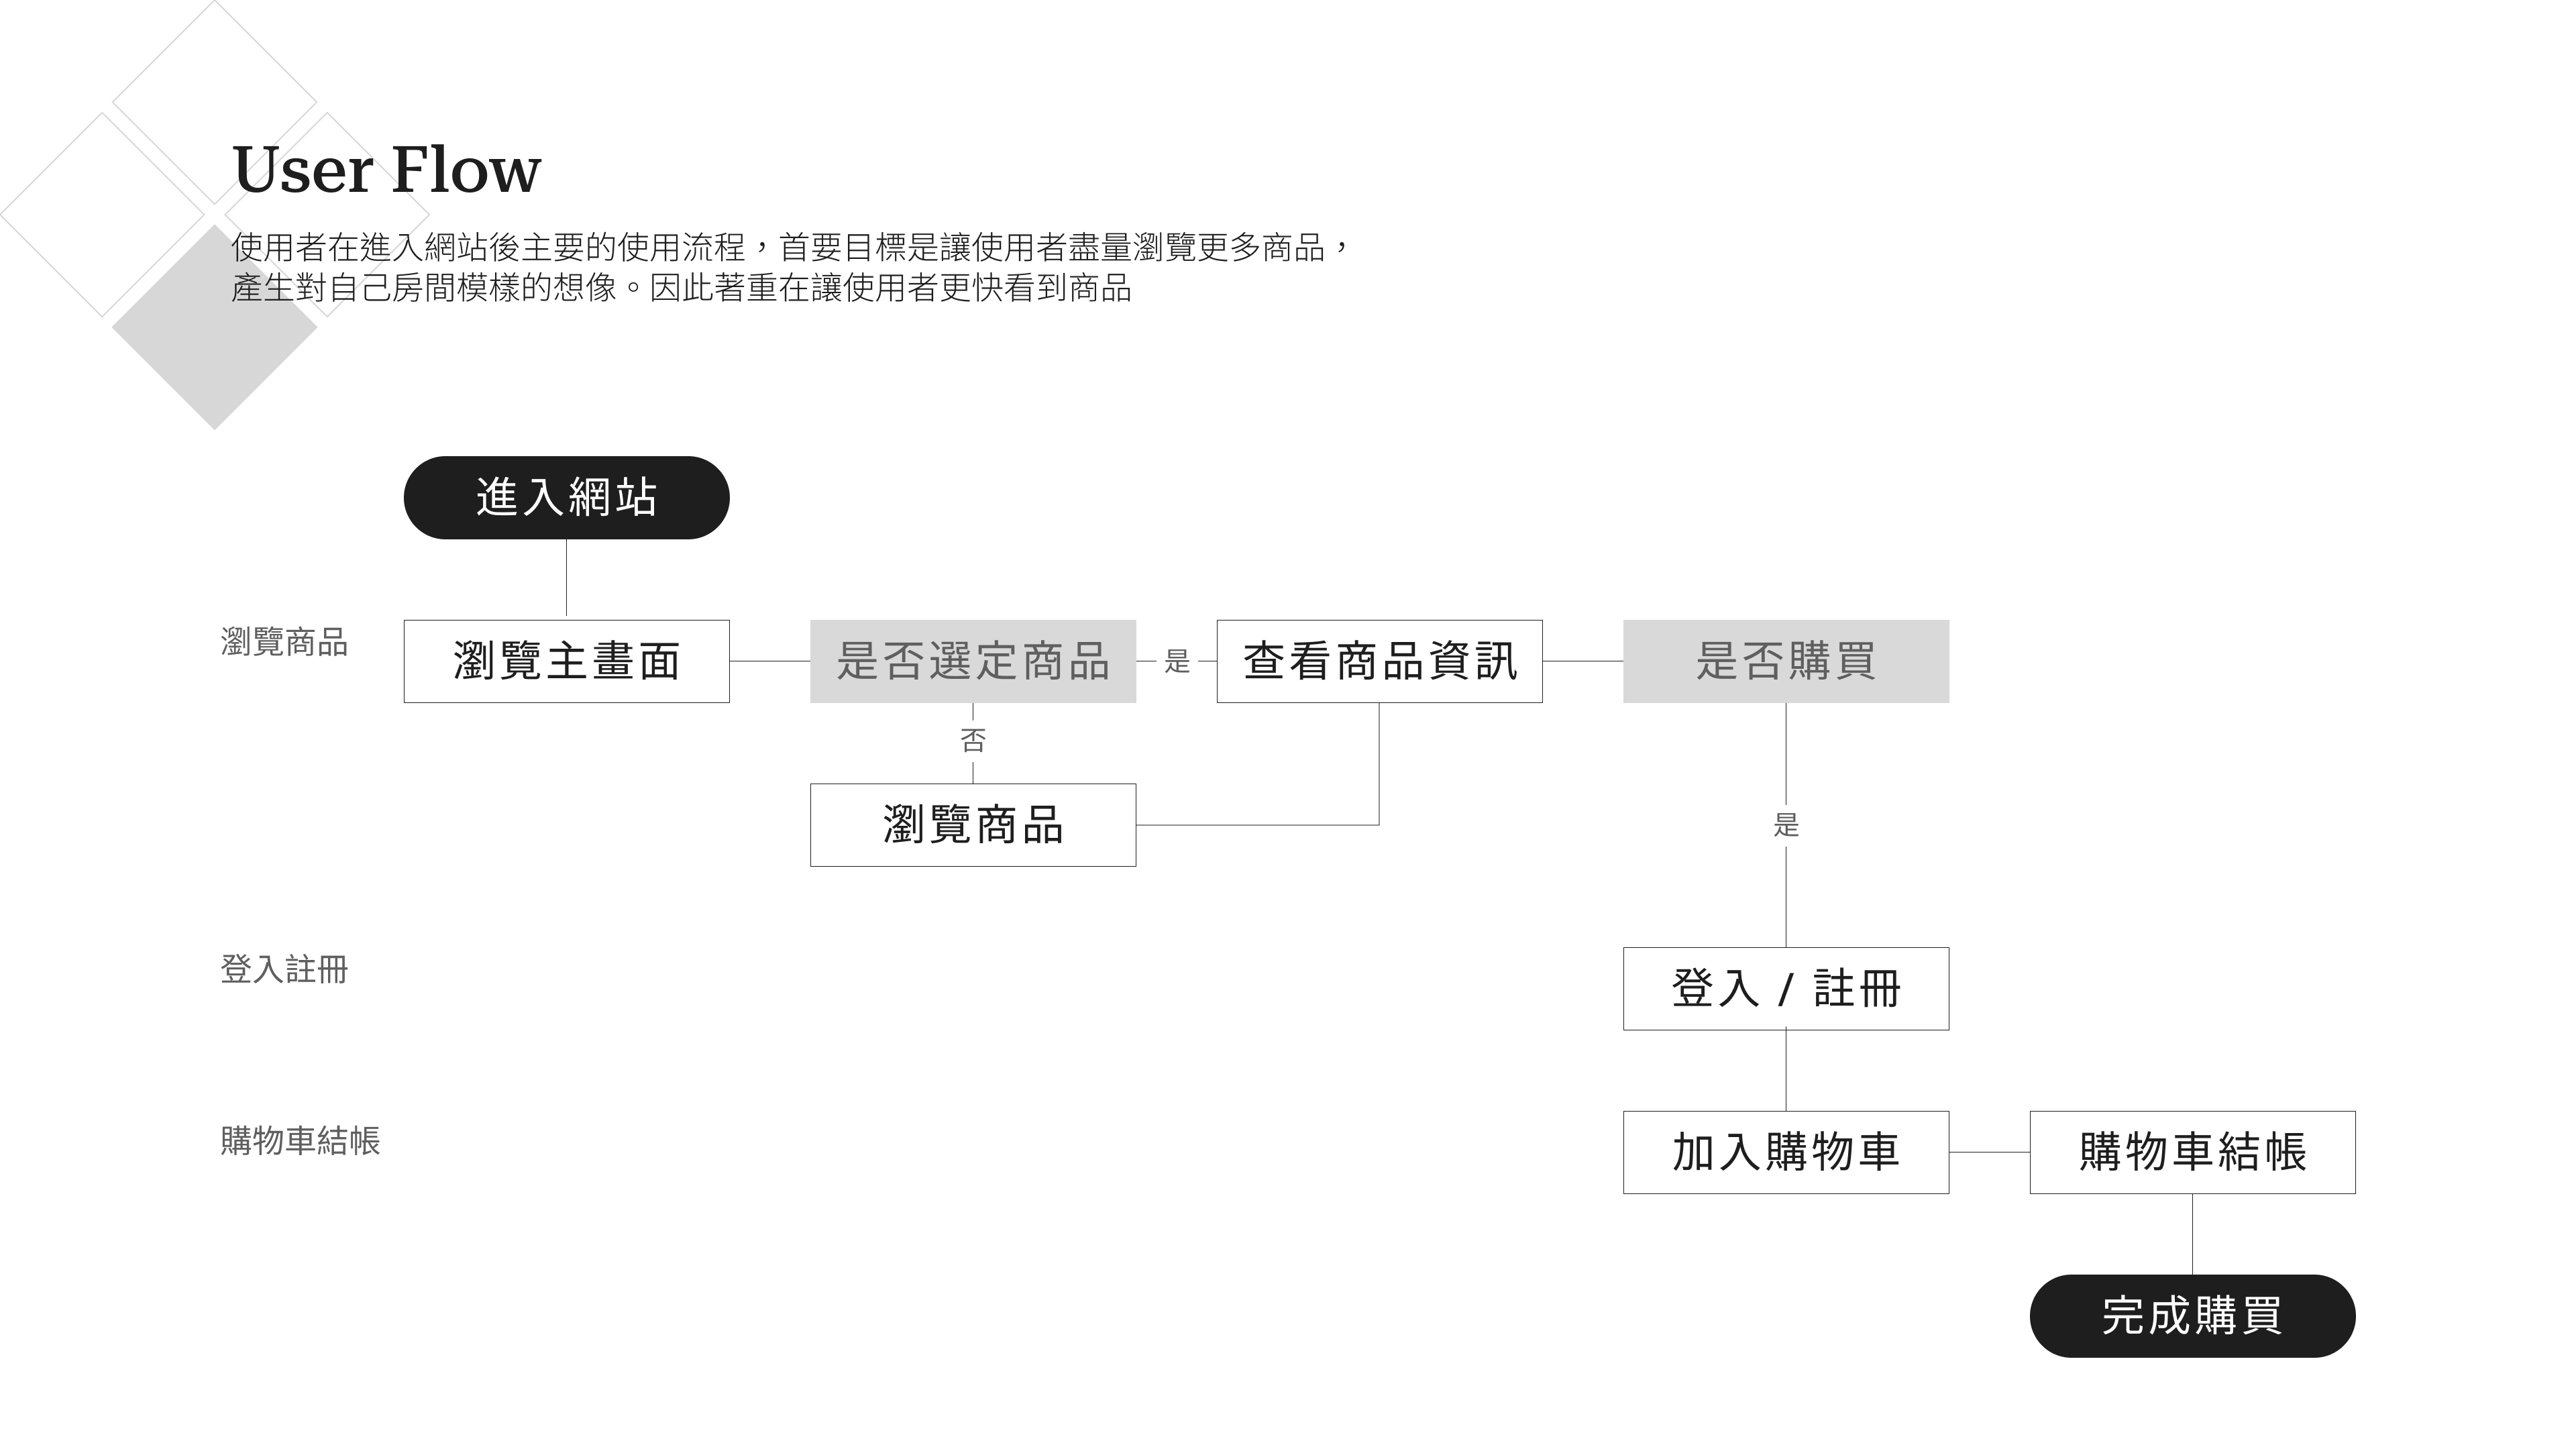 User Flow
使用者在進入網站後主要的使用流程，首要目標是讓使用者盡量瀏覽更多商品，
產生對自己房間模樣的想像。因此著重在讓使用者更快看到商品
進入網站
瀏覽商品
瀏覽主畫面
是否選定商品
是
查看商品資訊
是否購買
否
瀏覽商品
是
登入註冊
登入 / 註冊
購物車結帳
加入購物車
購物車結帳
完成購買